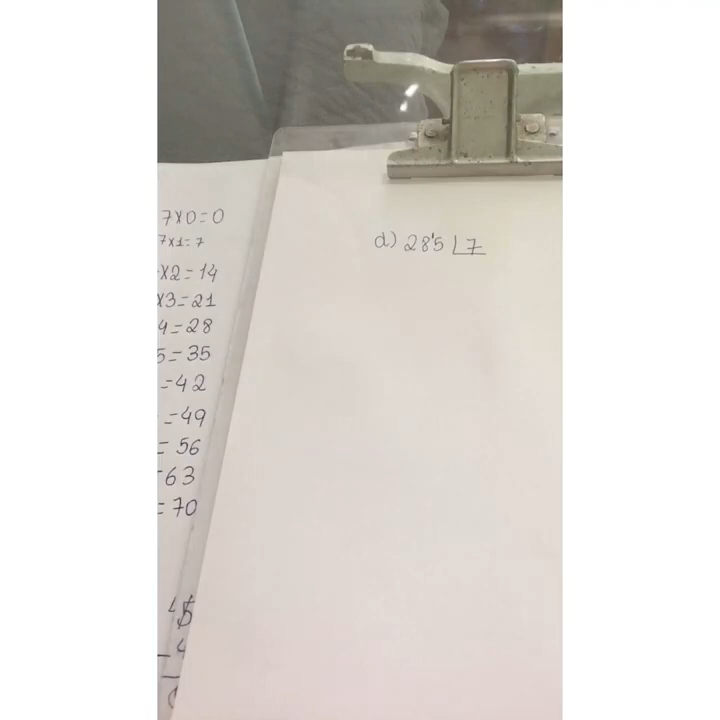 7x0=0
7x1=7
x2=14
x3=21
4=28
5=35
=42
=49
=56
=63
=70
d) 28'5 7